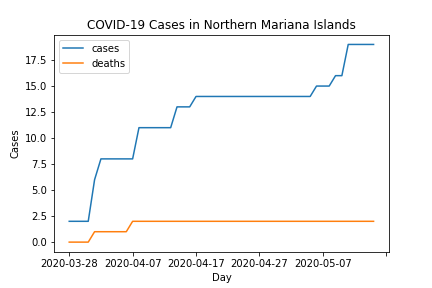 COVID-19 Cases in Northern Mariana Islands
cases
deaths
17.5
15.0
12.5
10.0
7.5
5.0
2.5
0.0
Cases
2020-03-28 2020-04-07 2020-04-17 2020-04-27 2020-05-07
Day